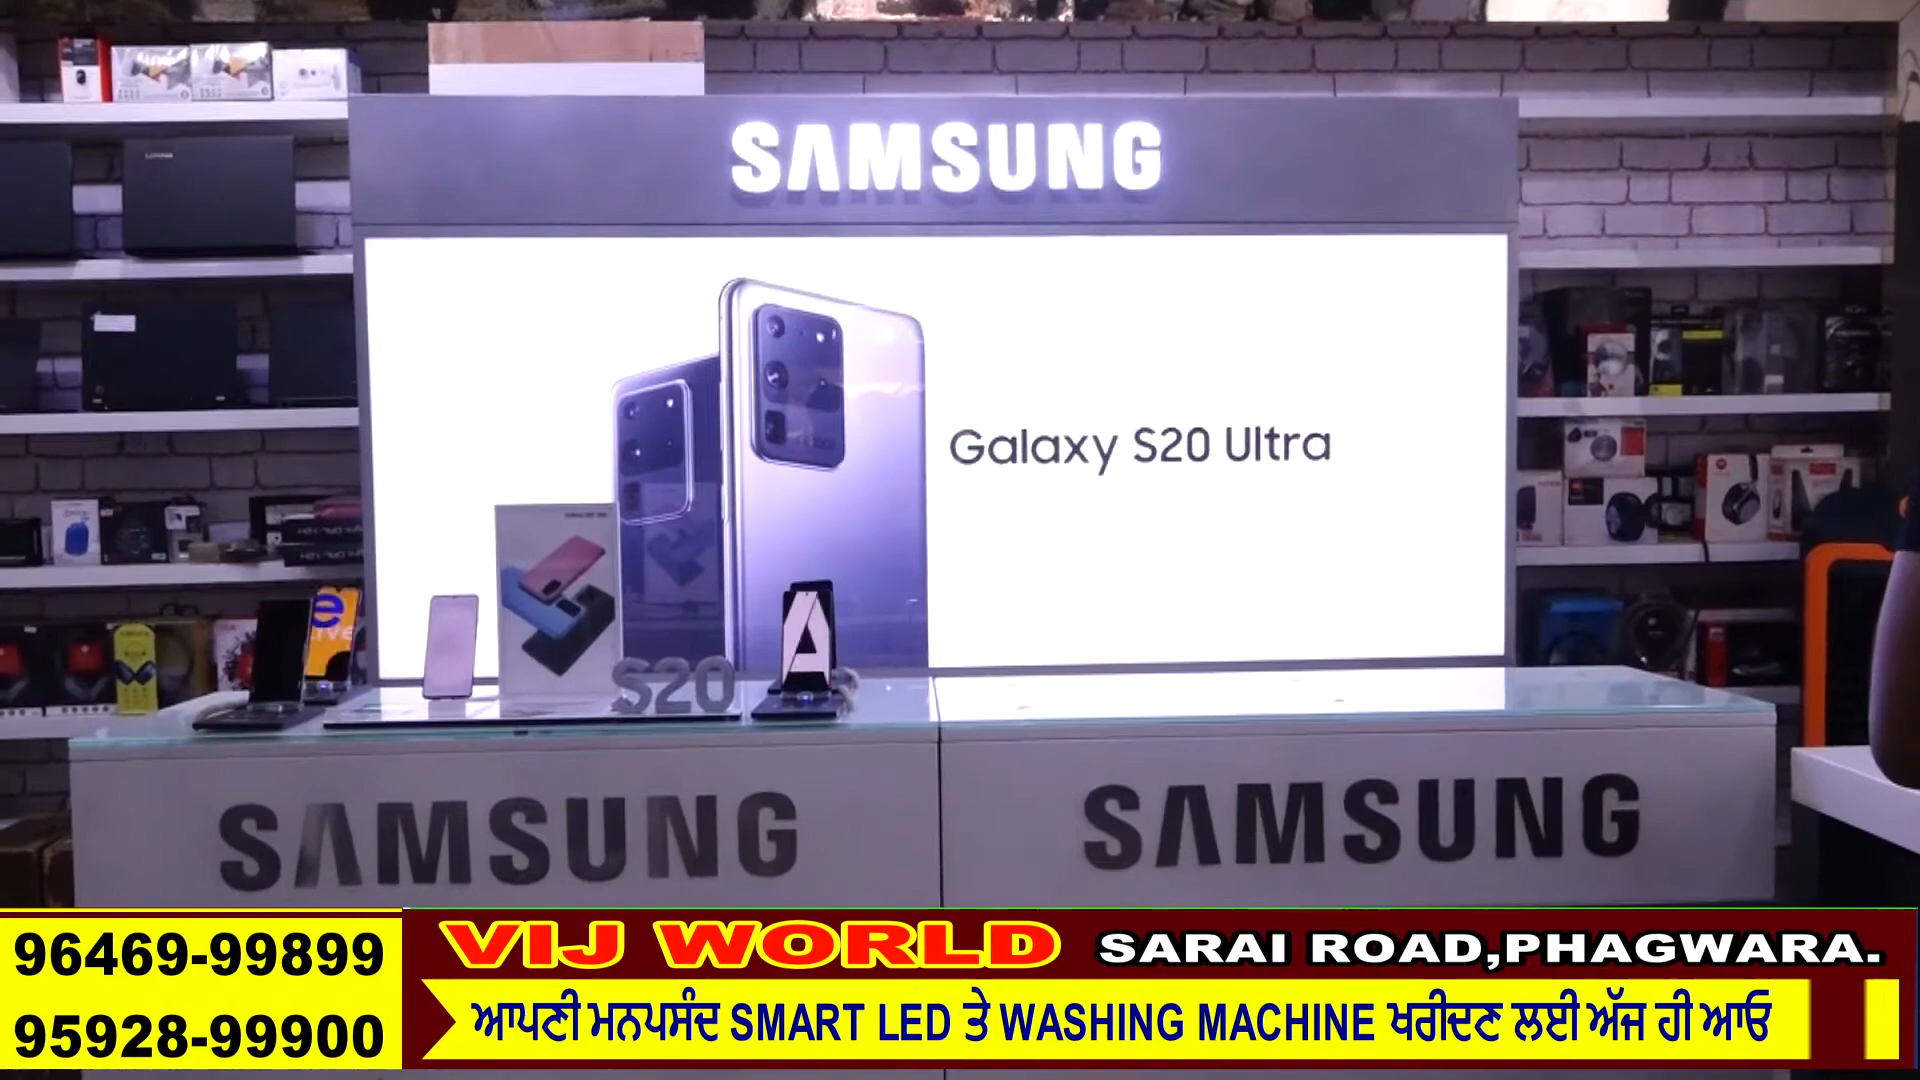 SAMSUNG
Lenovo
Galaxy S20 Ultra
S20
A
SAMSUNG SAMSUNG
96469-99899
95928-99900
VIJ WORLD SARAI ROAD,PHAGWARA.
ਆਪਣੀ ਮਨਪਸੰਦ SMART LED ਤੇ WASHING MACHINE ਖਰੀਦਣ ਲਈ ਅੱਜ ਹੀ ਆਓ